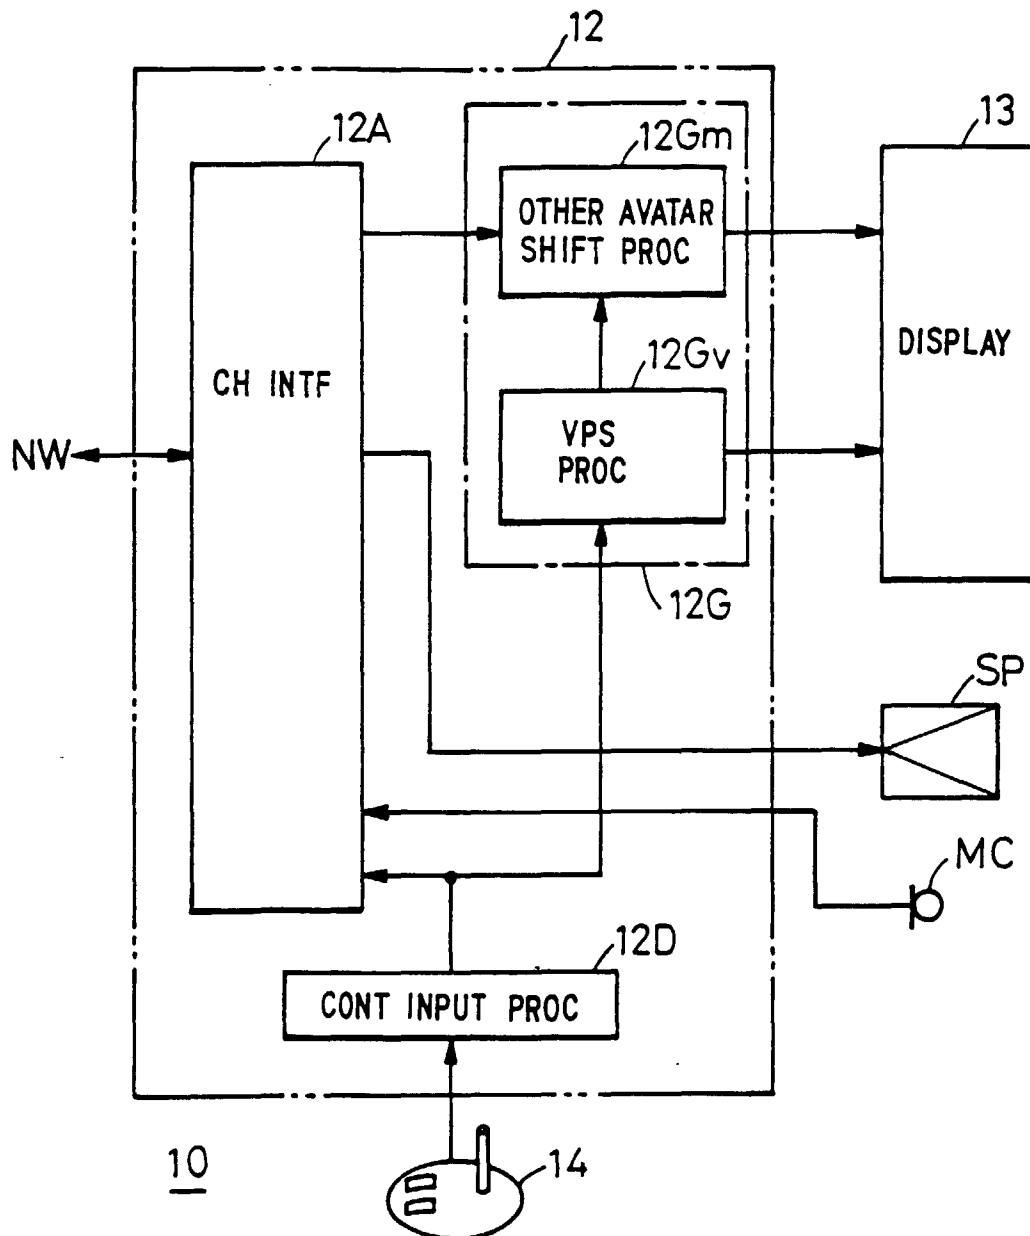 12
12A
12Gm
13
OTHER AVATAR
SHIFT PROC
CH INTF
12Gv
DISPLAY
NW
VPS
PROC
12G
SP
MC
12D
CONT INPUT PROC
10
14